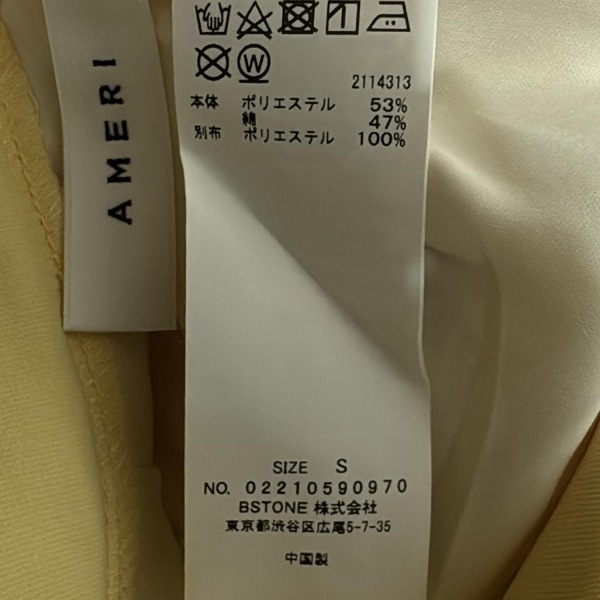 AMERI
W
2114313
本体 ポリエステル 53%
綿 47%
別布 ポリエステル 100%
SIZE S
NO. 02210590970
BSTONE 株式会社
東京都渋谷区広尾5-7-35
中国製